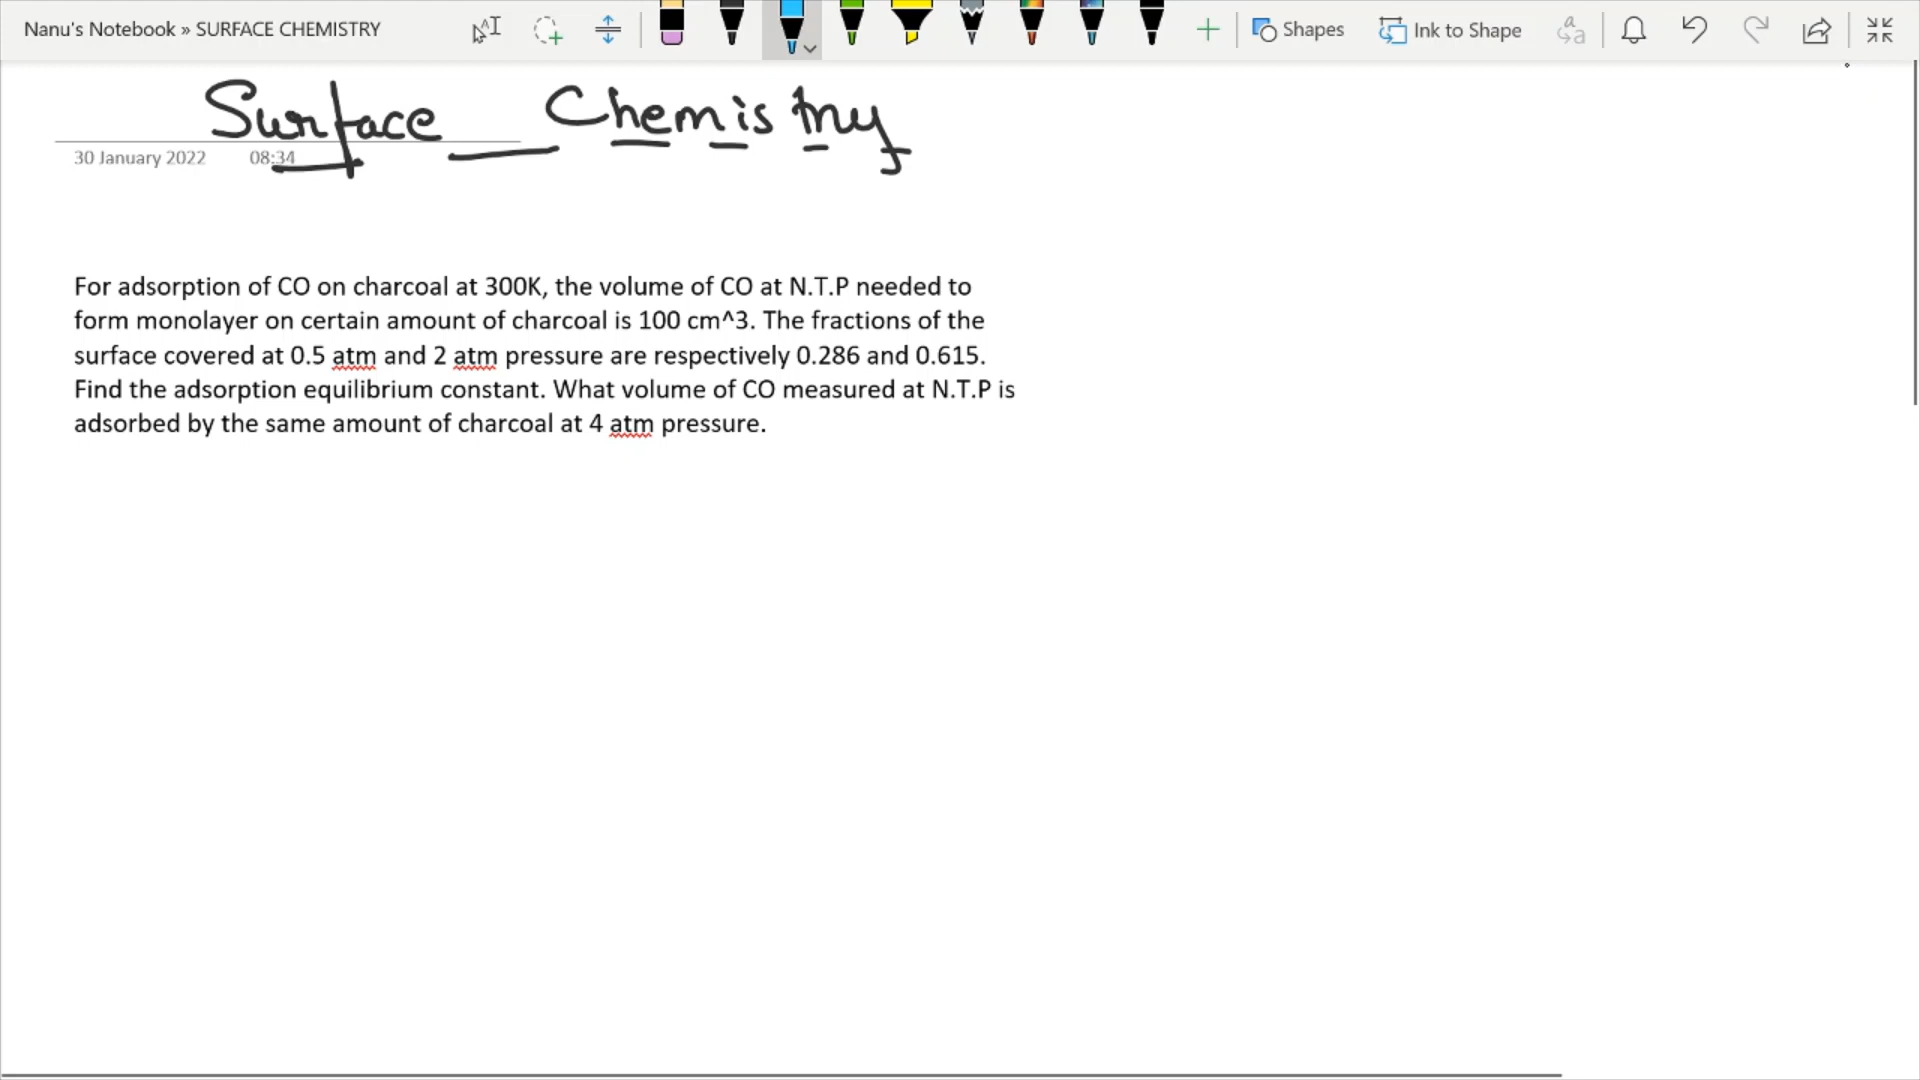 Nanu's Notebook » SURFACE CHEMISTRY
Shapes
Ink to Shape
Surface Chemistry
30 January 2022 08:34
For adsorption of CO on charcoal at 300K, the volume of CO at N.T.P needed to
form monolayer on certain amount of charcoal is 100 cm^3. The fractions of the
surface covered at 0.5 atm and 2 atm pressure are respectively 0.286 and 0.615.
Find the adsorption equilibrium constant. What volume of CO measured at N.T.P is
adsorbed by the same amount of charcoal at 4 atm pressure.